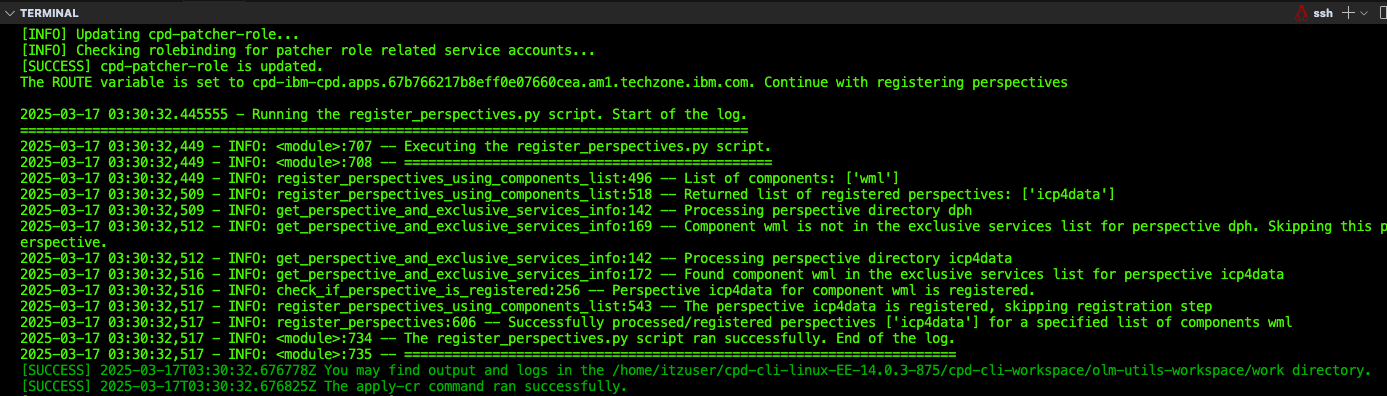 TERMINAL
ssh
[INFO] Updating cpd-patcher-role...
[INFO] Checking rolebinding for patcher role related service accounts...
[SUCCESS] cpd-patcher-role is updated.
The ROUTE variable is set to cpd-ibm-cpd.apps.67b766217b8eff0e07660cea.am1.techzone.ibm.com. Continue with registering perspectives
2025-03-17 03:30:32.445555 - Running the register_perspectives.py script. Start of the log.
===========================================================================================
2025-03-17 03:30:32,449 - INFO: <module>:707 -- Executing the register_perspectives.py script.
2025-03-17 03:30:32,449 - INFO: <module>:708 -- ==============================================
2025-03-17 03:30:32,449 - INFO: register_perspectives_using_components_list:496 -- List of components: ['wml']
2025-03-17 03:30:32,509 - INFO: register_perspectives_using_components_list:518 -- Returned list of registered perspectives: ['icp4data']
2025-03-17 03:30:32,509 - INFO: get_perspective_and_exclusive_services_info:142 -- Processing perspective directory dph
2025-03-17 03:30:32,512 - INFO: get_perspective_and_exclusive_services_info:169 -- Component wml is not in the exclusive services list for perspective dph. Skipping this p
erspective.
2025-03-17 03:30:32,512 - INFO: get_perspective_and_exclusive_services_info:142 -- Processing perspective directory icp4data
2025-03-17 03:30:32,516 - INFO: get_perspective_and_exclusive_services_info:172 -- Found component wml in the exclusive services list for perspective icp4data
2025-03-17 03:30:32,516 - INFO: check_if_perspective_is_registered:256 -- Perspective icp4data for component wml is registered.
2025-03-17 03:30:32,517 - INFO: register_perspectives_using_components_list:543 -- The perspective icp4data is registered, skipping registration step
2025-03-17 03:30:32,517 - INFO: register_perspectives:606 -- Successfully processed/registered perspectives ['icp4data'] for a specified list of components wml
2025-03-17 03:30:32,517 - INFO: <module>:734 -- The register_perspectives.py script ran successfully. End of the log.
2025-03-17 03:30:32,517 - INFO: <module>:735 -- =====================================================================
[SUCCESS] 2025-03-17T03:30:32.676778Z You may find output and logs in the /home/itzuser/cpd-cli-linux-EE-14.0.3-875/cpd-cli-workspace/olm-utils-workspace/work directory.
[SUCCESS] 2025-03-17T03:30:32.676825Z The apply-cr command ran successfully.